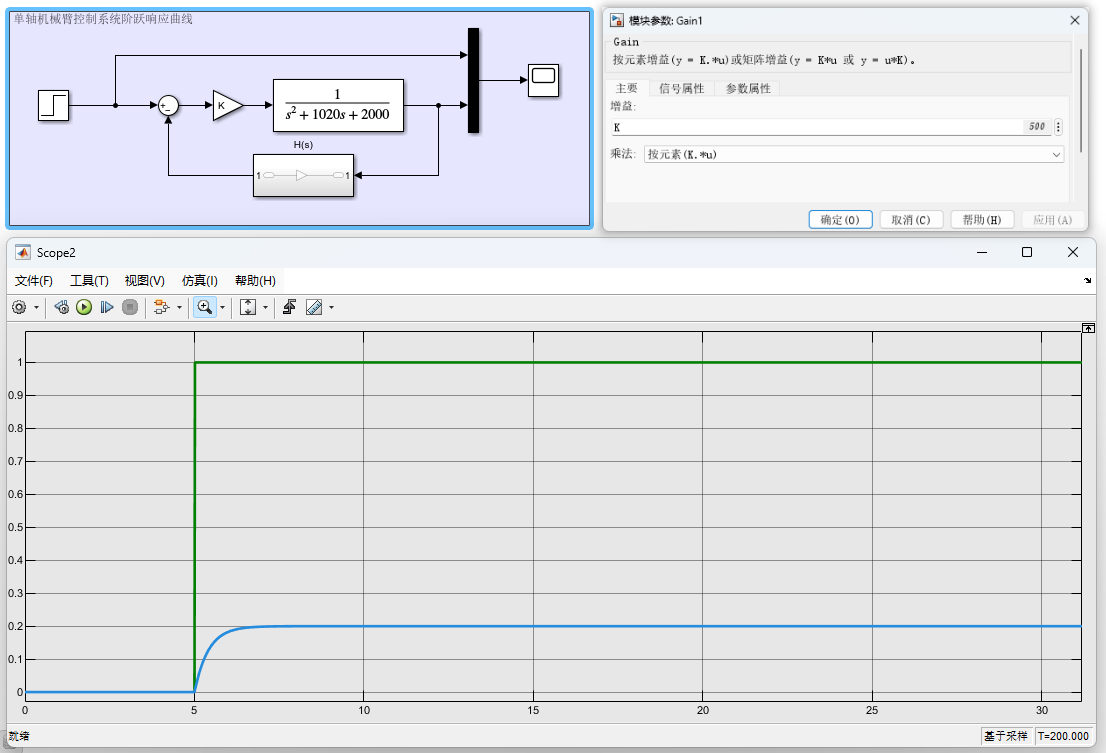 单轴机械臂控制系统阶跃响应曲线
+
-
K
1
s² + 1020s + 2000
H(s)
1
1
模块参数: Gain1
Gain
按元素增益(y = K.*u)或矩阵增益(y = K*u 或 y = u*K)。
主要 信号属性 参数属性
增益:
K 500
乘法: 按元素(K.*u)
确定(O) 取消(C) 帮助(H) 应用(A)
Scope2
文件(F) 工具(T) 视图(V) 仿真(I) 帮助(H)
1
0.9
0.8
0.7
0.6
0.5
0.4
0.3
0.2
0.1
0
0 5 10 15 20 25 30
就绪 基于采样 T=200.000